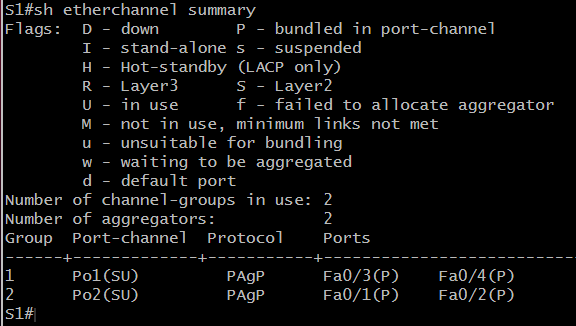 S1#sh etherchannel summary
Flags:  D - down        P - bundled in port-channel
        I - stand-alone s - suspended
        H - Hot-standby (LACP only)
        R - Layer3      S - Layer2
        U - in use      f - failed to allocate aggregator
        M - not in use, minimum links not met
        u - unsuitable for bundling
        w - waiting to be aggregated
        d - default port
Number of channel-groups in use: 2
Number of aggregators:           2
Group  Port-channel  Protocol    Ports
------+-------------+-----------+--------------------------
1      Po1(SU)         PAgP      Fa0/3(P)    Fa0/4(P)
2      Po2(SU)         PAgP      Fa0/1(P)    Fa0/2(P)
S1#